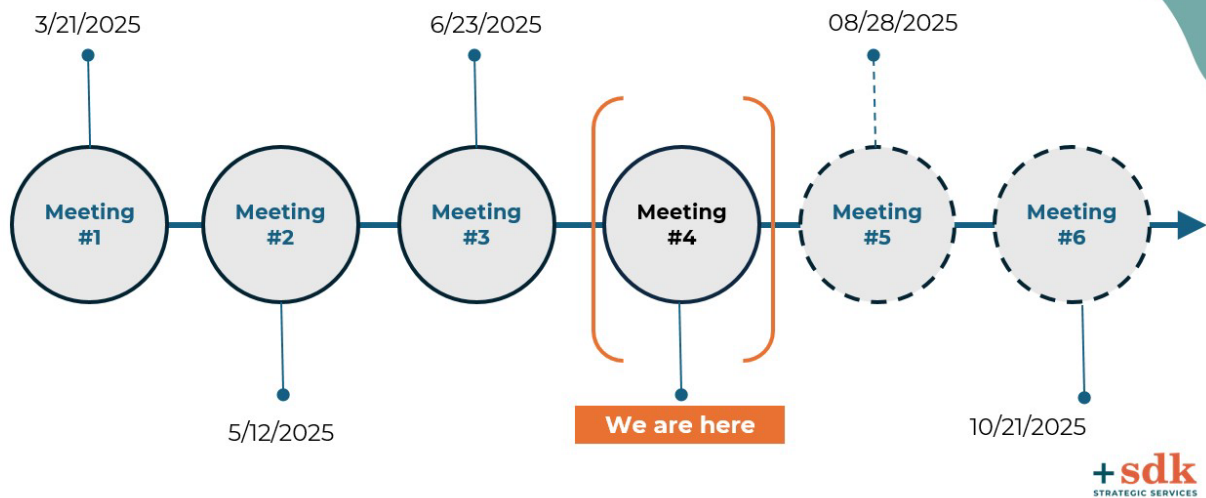 3/21/2025
6/23/2025
08/28/2025
Meeting
#1
Meeting
#2
Meeting
#3
Meeting
#4
Meeting
#5
Meeting
#6
5/12/2025
We are here
10/21/2025
+sdk
STRATEGIC SERVICES